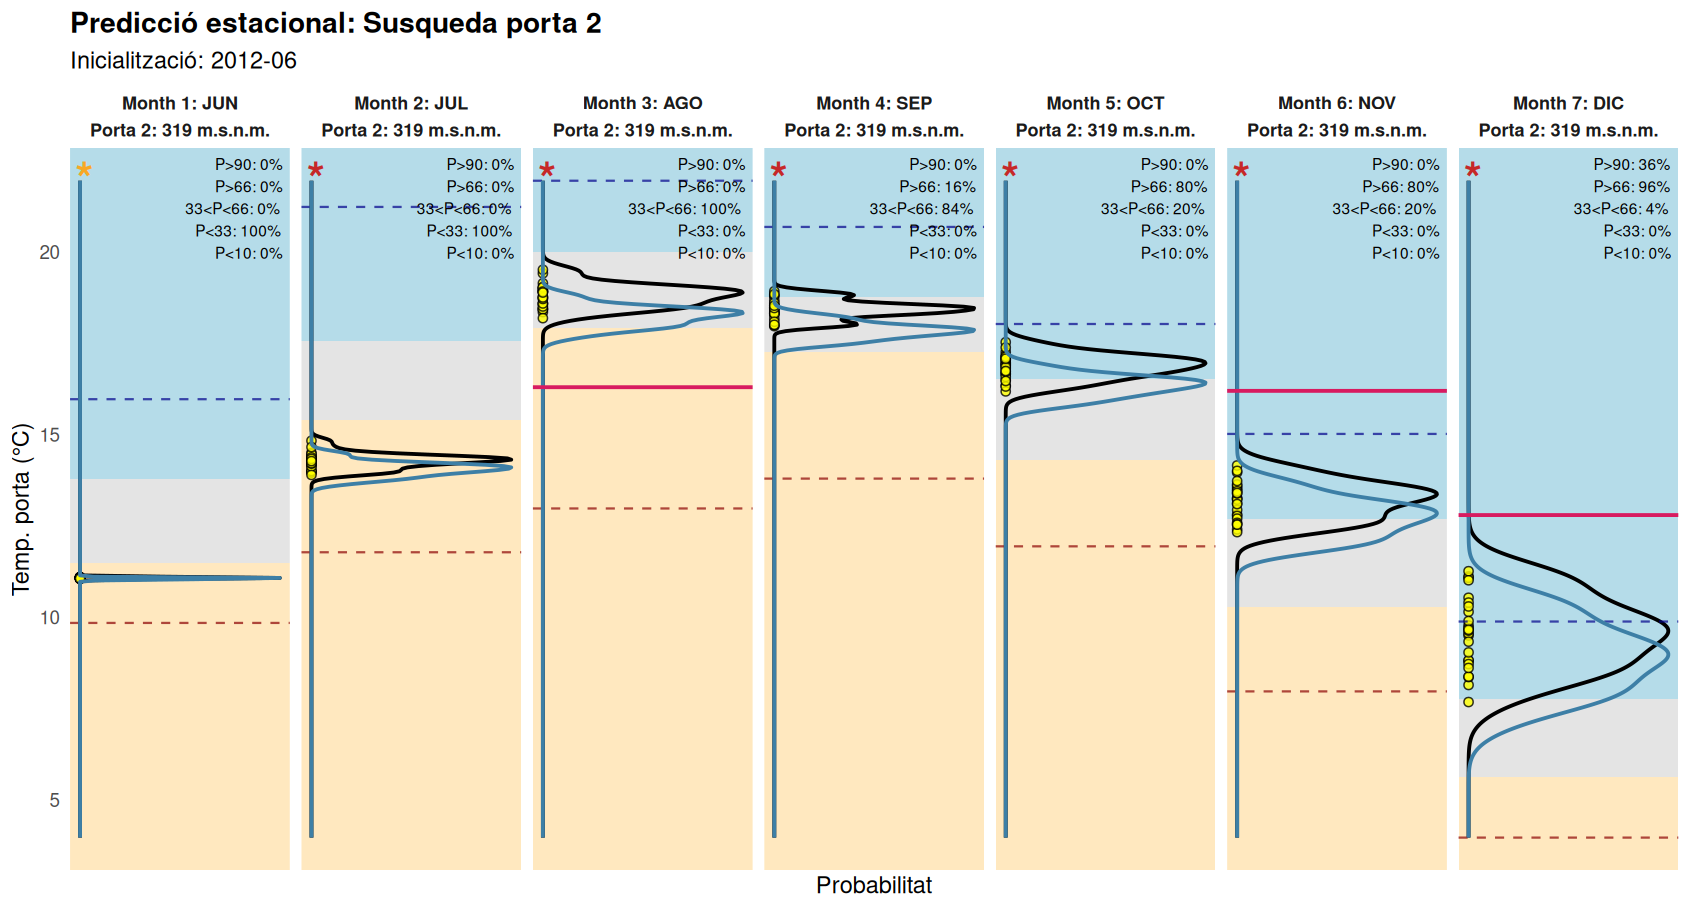 Predicció estacional: Susqueda porta 2
Inicialització: 2012-06
Month 1: JUN
Porta 2: 319 m.s.n.m.
Month 2: JUL
Porta 2: 319 m.s.n.m.
Month 3: AGO
Porta 2: 319 m.s.n.m.
Month 4: SEP
Porta 2: 319 m.s.n.m.
Month 5: OCT
Porta 2: 319 m.s.n.m.
Month 6: NOV
Porta 2: 319 m.s.n.m.
Month 7: DIC
Porta 2: 319 m.s.n.m.
*
P>90: 0%
P>66: 0%
33<P<66: 0%
P<33: 100%
P<10: 0%
*
P>90: 0%
P>66: 0%
33<P<66: 0%
P<33: 100%
P<10: 0%
*
P>90: 0%
P>66: 0%
33<P<66: 100%
P<33: 0%
P<10: 0%
*
P>90: 0%
P>66: 16%
33<P<66: 84%
P<33: 0%
P<10: 0%
*
P>90: 0%
P>66: 80%
33<P<66: 20%
P<33: 0%
P<10: 0%
*
P>90: 0%
P>66: 80%
33<P<66: 20%
P<33: 0%
P<10: 0%
*
P>90: 36%
P>66: 96%
33<P<66: 4%
P<33: 0%
P<10: 0%
20
15
10
5
Temp. porta (°C)
Probabilitat